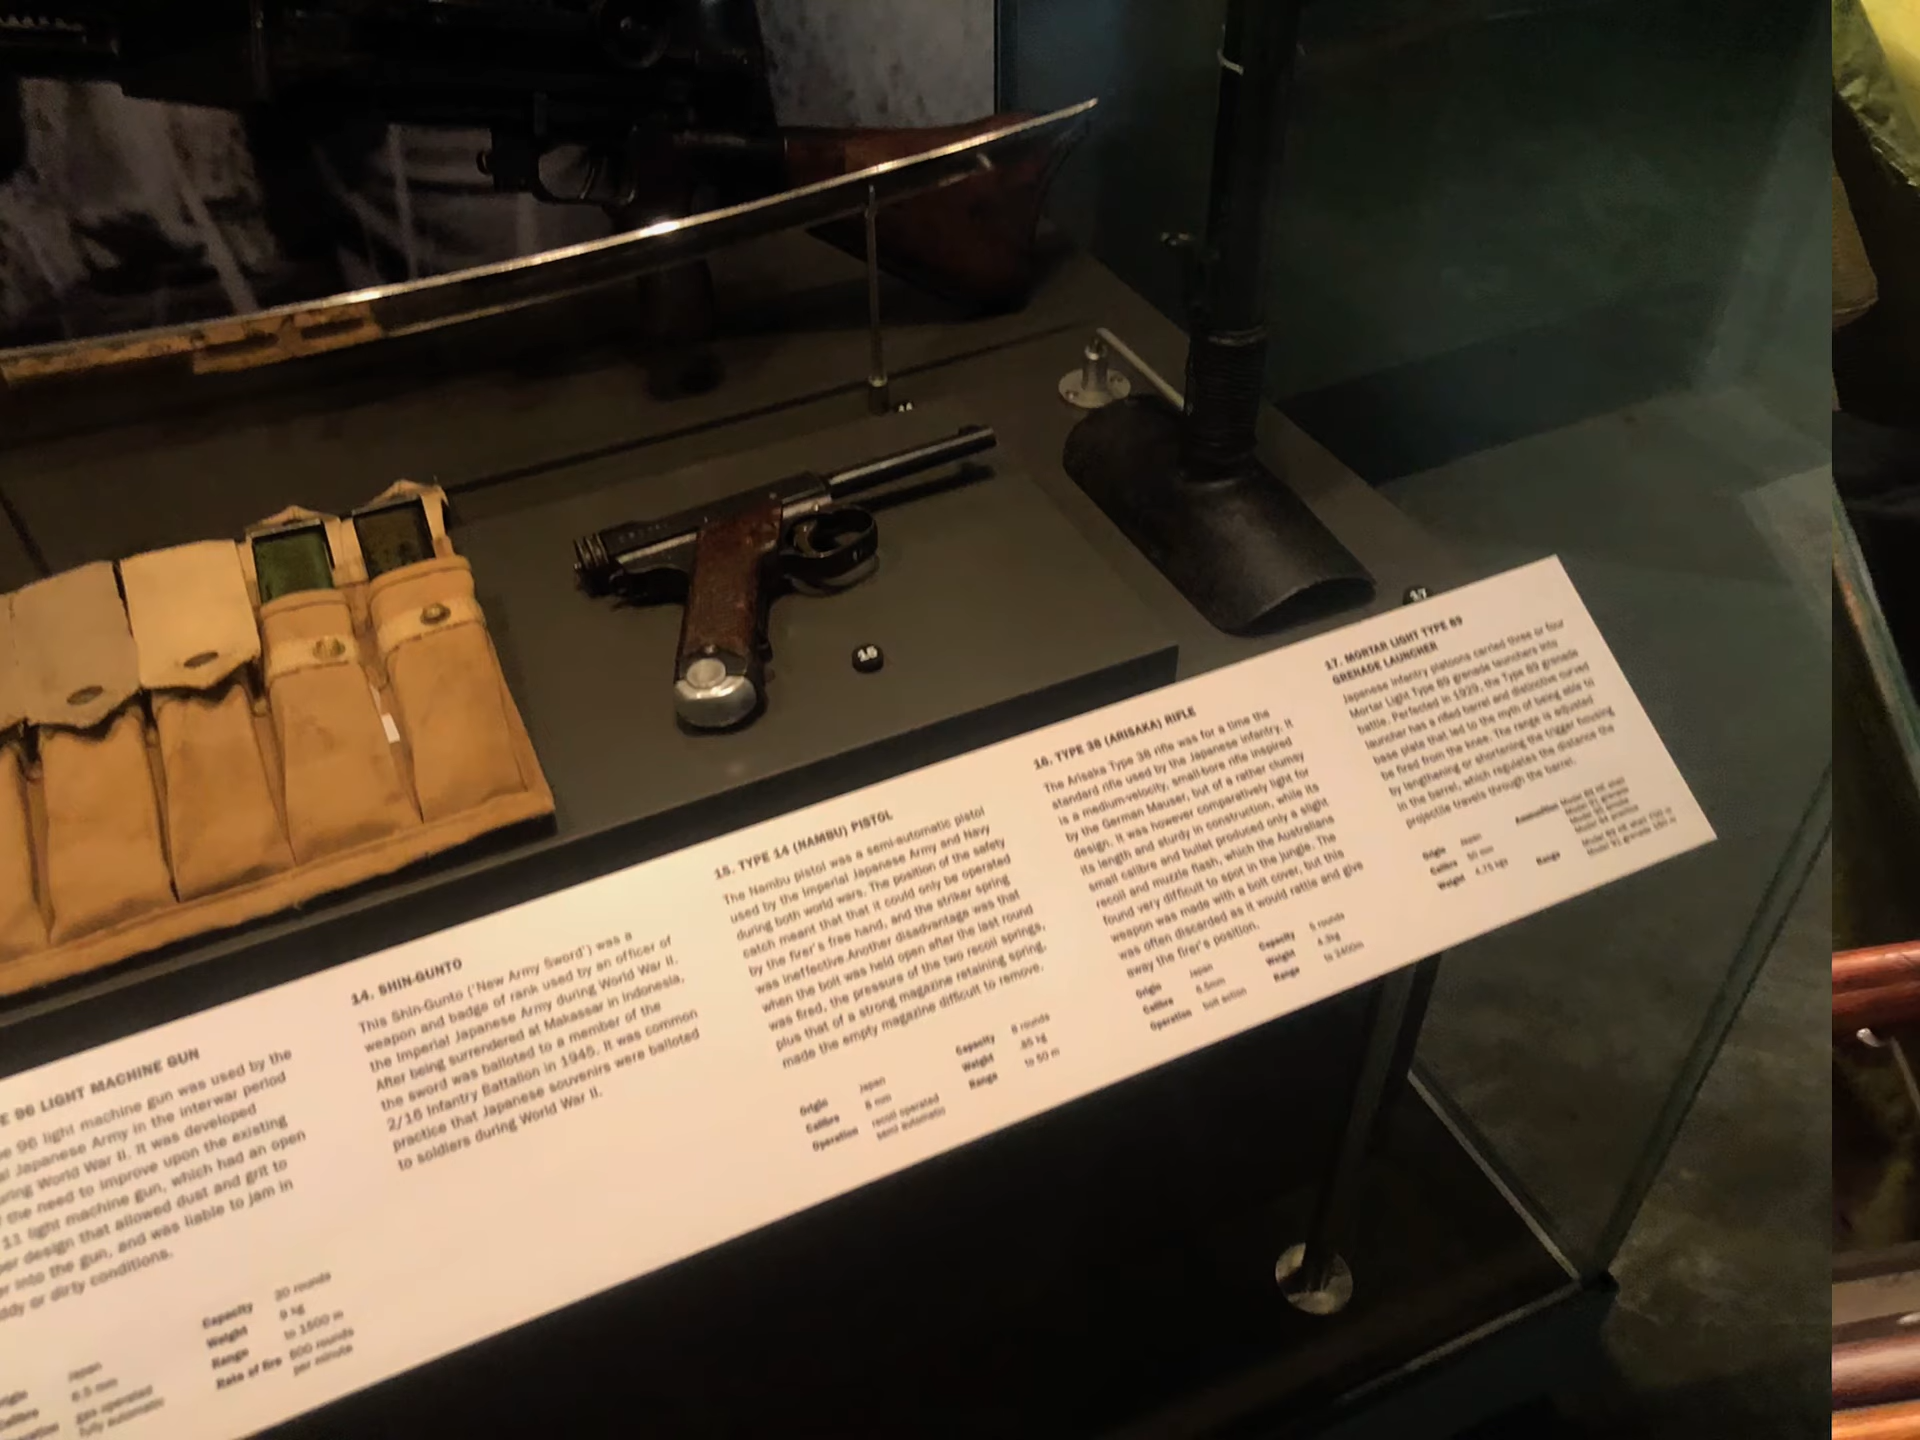 15
17
E 96 LIGHT MACHINE GUN
pe 96 light machine gun was used by the
al Japanese Army in the interwar period
uring World War II. It was developed
the need to improve upon the existing
11 light machine gun, which had an open
per design that allowed dust and grit to
er into the gun, and was liable to jam in
ddy or dirty conditions.
Origin Japan
Calibre 6.5 mm
Operation gas operated
fully automatic
Capacity 30 rounds
Weight 9 kg
Range to 1500 m
Rate of fire 600 rounds
per minute
14. SHIN-GUNTO
This Shin-Gunto ('New Army Sword') was a
weapon and badge of rank used by an officer of
the Imperial Japanese Army during World War II.
After being surrendered at Makassar in Indonesia,
the sword was balloted to a member of the
2/16 Infantry Battalion in 1945. It was common
practice that Japanese souvenirs were balloted
to soldiers during World War II.
15. TYPE 14 (NAMBU) PISTOL
The Nambu pistol was a semi-automatic pistol
used by the Imperial Japanese Army and Navy
during both world wars. The position of the safety
catch meant that it could only be operated
by the firer's free hand, and the striker spring
was ineffective. Another disadvantage was that
when the bolt was held open after the last round
was fired, the pressure of the two recoil springs,
plus that of a strong magazine retaining spring,
made the empty magazine difficult to remove.
Origin Japan
Calibre 8 mm
Operation recoil operated
semi automatic
Capacity 8 rounds
Weight .85 kg
Range to 50 m
16. TYPE 38 (ARISAKA) RIFLE
The Arisaka Type 38 rifle was for a time the
standard rifle used by the Japanese infantry. It
is a medium-velocity, small-bore rifle inspired
by the German Mauser, but of a rather clumsy
design. It was however comparatively light for
its length and sturdy in construction, while its
small calibre and bullet produced only a slight
recoil and muzzle flash, which the Australians
found very difficult to spot in the jungle. The
weapon was made with a bolt cover, but this
was often discarded as it would rattle and give
away the firer's position.
Origin Japan
Calibre 6.5mm
Operation bolt action
Capacity 5 rounds
Weight 4.3kg
Range to 2400m
17. MORTAR LIGHT TYPE 89
GRENADE LAUNCHER
Japanese infantry platoons carried three or four
Mortar Light Type 89 grenade launchers into
battle. Perfected in 1929, the Type 89 grenade
launcher has a rifled barrel and distinctive curved
base plate that led to the myth of being able to
be fired from the knee. The range is adjusted
by lengthening or shortening the trigger housing
in the barrel, which regulates the distance the
projectile travels through the barrel.
Origin Japan
Calibre 50 mm
Weight 4.75 kgs
Ammunition
Range